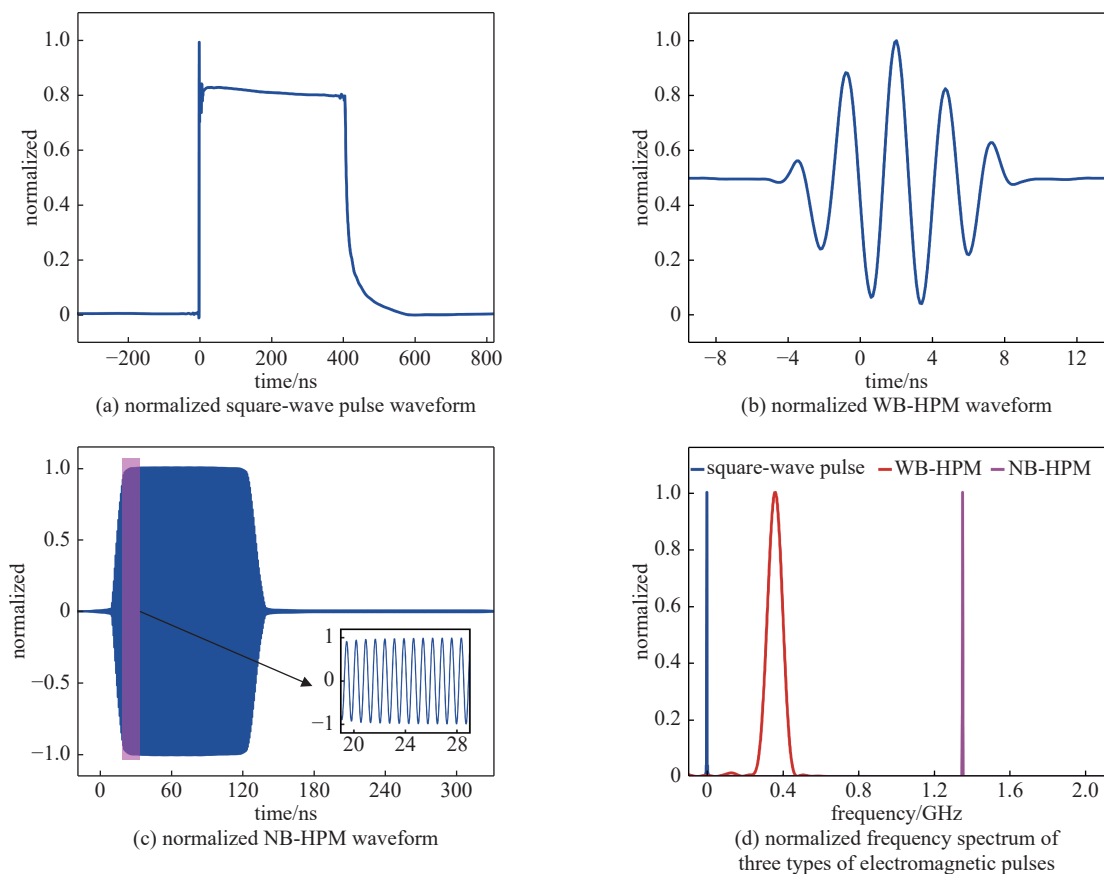 1.0
0.8
0.6
0.4
0.2
0
normalized
−200 0 200 400 600 800
time/ns
(a) normalized square-wave pulse waveform
1.0
0.8
0.6
0.4
0.2
0
normalized
−8 −4 0 4 8 12
time/ns
(b) normalized WB-HPM waveform
1.0
0.5
0
−0.5
−1.0
normalized
1
0
−1
20 24 28
0 60 120 180 240 300
time/ns
(c) normalized NB-HPM waveform
square-wave pulse WB-HPM NB-HPM
1.0
0.8
0.6
0.4
0.2
0
normalized
0 0.4 0.8 1.2 1.6 2.0
frequency/GHz
(d) normalized frequency spectrum of
three types of electromagnetic pulses